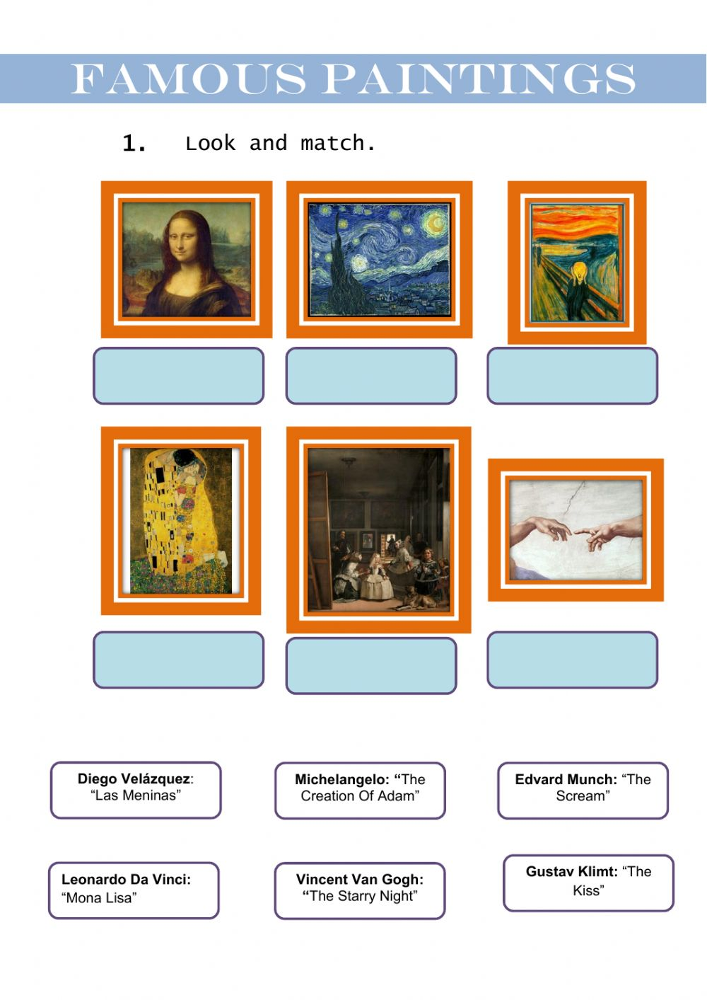 FAMOUS PAINTINGS
1. Look and match.
Diego Velázquez:
“Las Meninas”
Michelangelo: “The
Creation Of Adam”
Edvard Munch: “The
Scream”
Leonardo Da Vinci:
“Mona Lisa”
Vincent Van Gogh:
“The Starry Night”
Gustav Klimt: “The
Kiss”